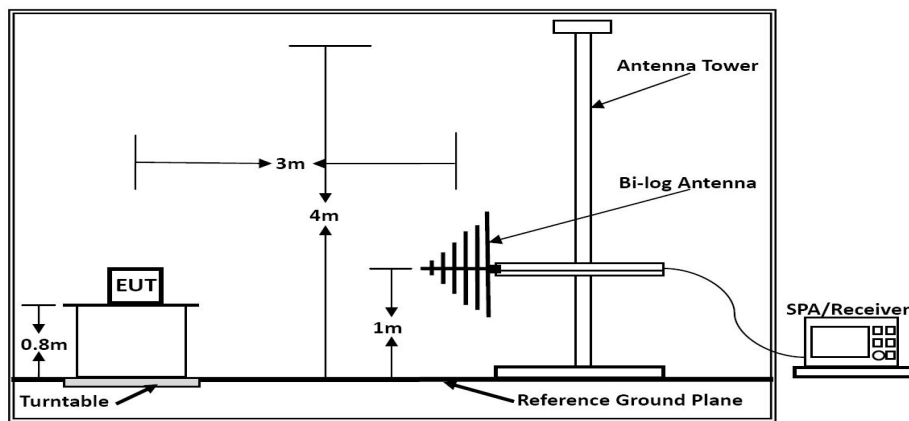 Antenna Tower
3m
Bi-log Antenna
4m
EUT
SPA/Receiver
0.8m
1m
Turntable
Reference Ground Plane